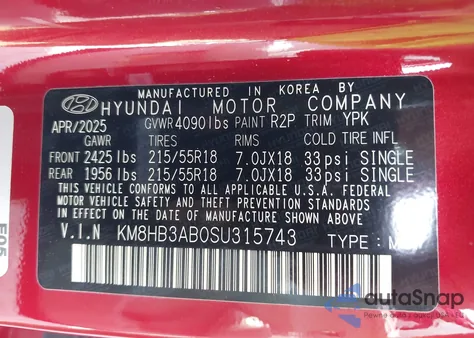 MANUFACTURED IN KOREA BY
HYUNDAI MOTOR COMPANY
APR/2025 GVWR 4090lbs PAINT R2P TRIM YPK
GAWR TIRES RIMS COLD TIRE INFL
FRONT 2425 lbs 215/55R18 7.0JX18 33psi SINGLE
REAR 1956 lbs 215/55R18 7.0JX18 33psi SINGLE
THIS VEHICLE CONFORMS TO ALL APPLICABLE U.S.A. FEDERAL
MOTOR VEHICLE SAFETY, BUMPER, AND THEFT PREVENTION
STANDARDS IN EFFECT ON THE DATE OF MANUFACTURE SHOWN ABOVE.
V.I.N KM8HB3AB0SU315743 TYPE:
autoSnap